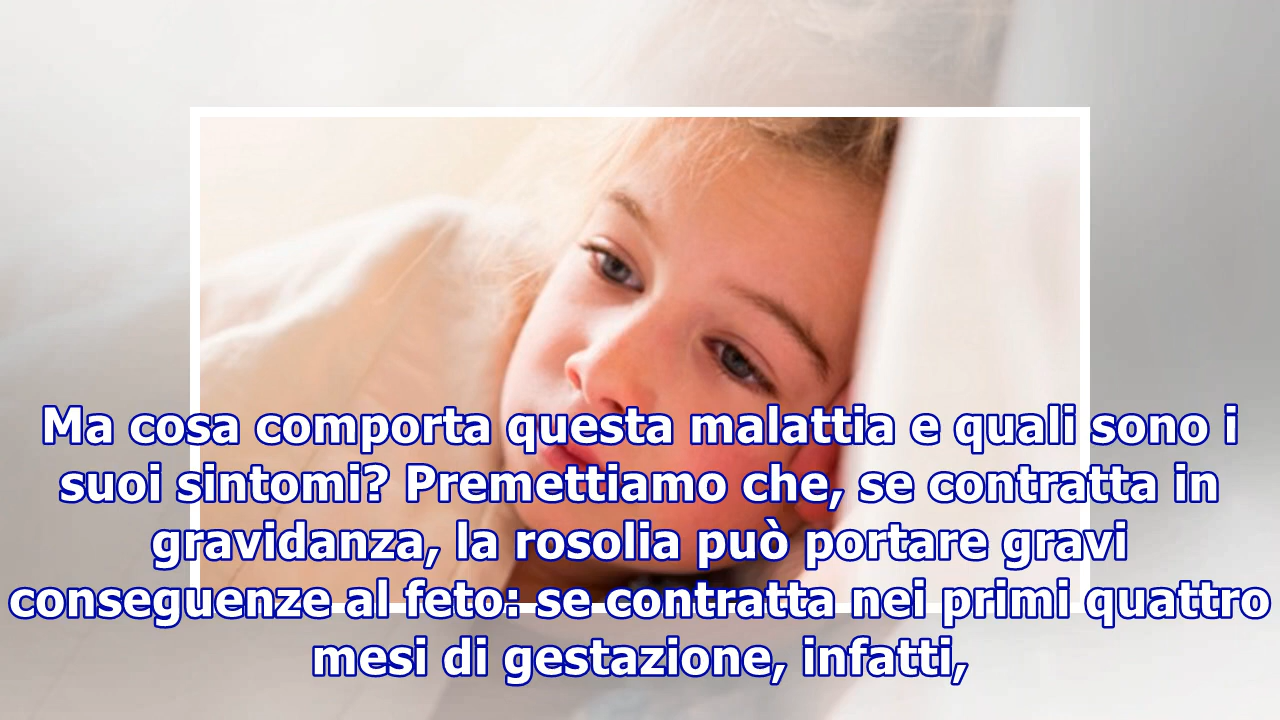 Ma cosa comporta questa malattia e quali sono i
suoi sintomi? Premettiamo che, se contratta in
gravidanza, la rosolia può portare gravi
conseguenze al feto: se contratta nei primi quattro
mesi di gestazione, infatti,